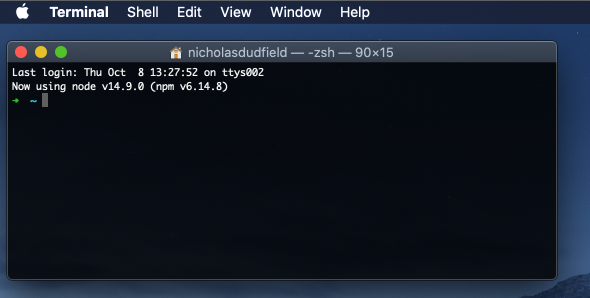 Terminal Shell Edit View Window Help
nicholasdudfield — -zsh — 90×15
Last login: Thu Oct  8 13:27:52 on ttys002
Now using node v14.9.0 (npm v6.14.8)
➜  ~